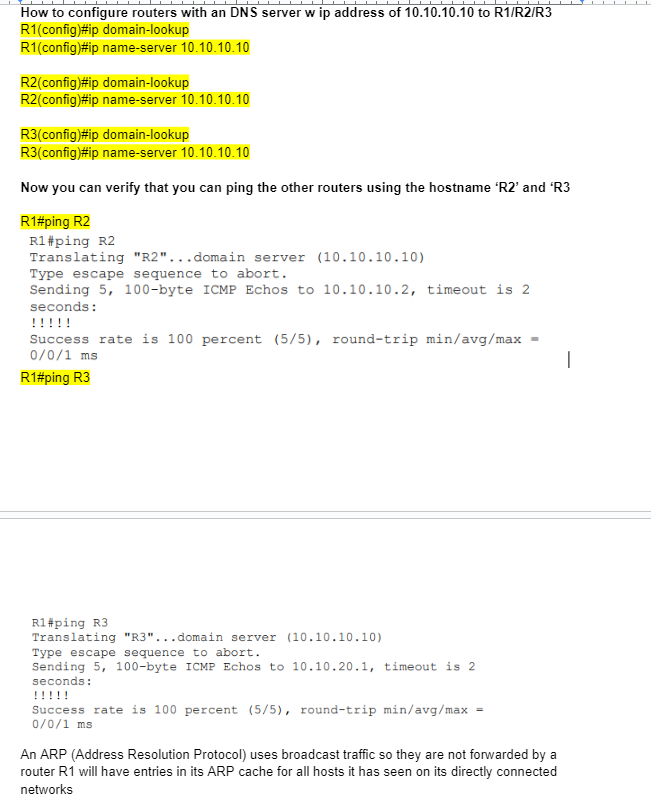 How to configure routers with an DNS server w ip address of 10.10.10.10 to R1/R2/R3
R1(config)#ip domain-lookup
R1(config)#ip name-server 10.10.10.10
R2(config)#ip domain-lookup
R2(config)#ip name-server 10.10.10.10
R3(config)#ip domain-lookup
R3(config)#ip name-server 10.10.10.10
Now you can verify that you can ping the other routers using the hostname ‘R2’ and ‘R3
R1#ping R2
R1#ping R2
Translating "R2"...domain server (10.10.10.10)
Type escape sequence to abort.
Sending 5, 100-byte ICMP Echos to 10.10.10.2, timeout is 2
seconds:
!!!!!
Success rate is 100 percent (5/5), round-trip min/avg/max =
0/0/1 ms
R1#ping R3
R1#ping R3
Translating "R3"...domain server (10.10.10.10)
Type escape sequence to abort.
Sending 5, 100-byte ICMP Echos to 10.10.20.1, timeout is 2
seconds:
!!!!!
Success rate is 100 percent (5/5), round-trip min/avg/max =
0/0/1 ms
An ARP (Address Resolution Protocol) uses broadcast traffic so they are not forwarded by a
router R1 will have entries in its ARP cache for all hosts it has seen on its directly connected
networks